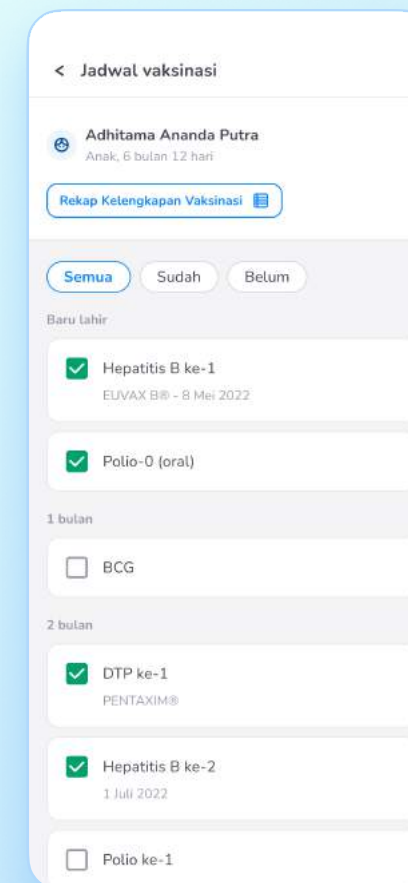 Jadwal vaksinasi
Adhitama Ananda Putra
Anak, 6 bulan 12 hari
Rekap Kelengkapan Vaksinasi
Semua Sudah Belum
Baru lahir
Hepatitis B ke-1
EUVAX B® - 8 Mei 2022
Polio-0 (oral)
1 bulan
BCG
2 bulan
DTP ke-1
PENTAXIM®
Hepatitis B ke-2
1 Juli 2022
Polio ke-1